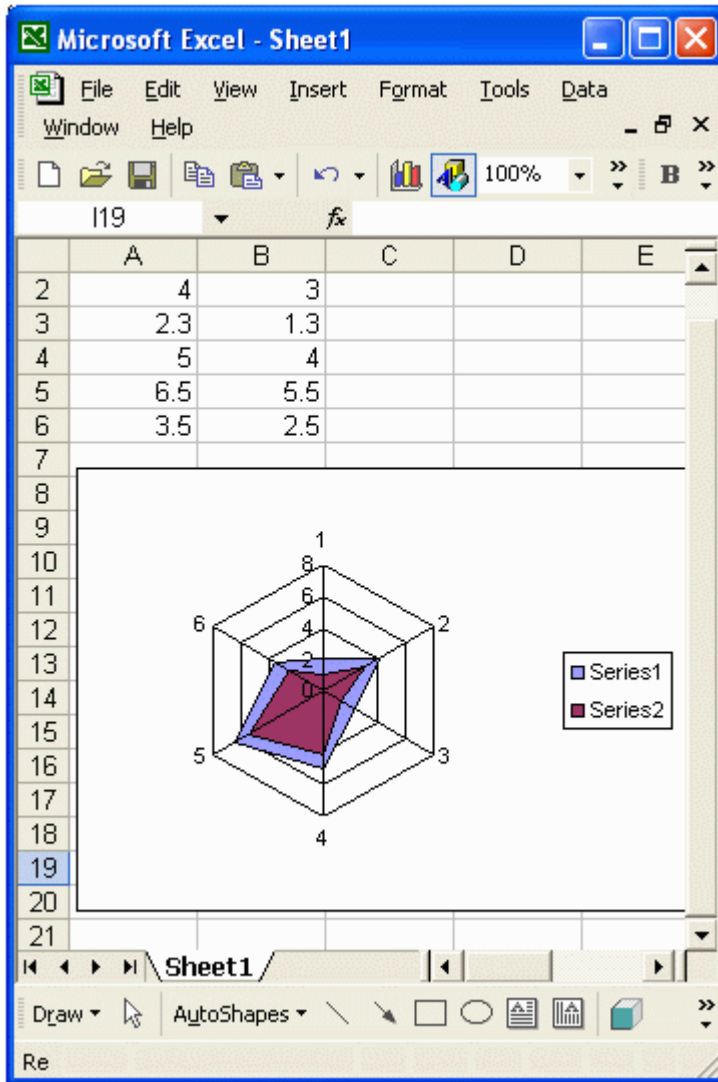 Microsoft Excel - Sheet1
File Edit View Insert Format Tools Data
Window Help
100% B
I19 fx
A B C D E
2 4 3
3 2.3 1.3
4 5 4
5 6.5 5.5
6 3.5 2.5
7
8
9
10
11
12
13
14
15
16
17
18
19
20
21
1
8
6
4
2
0
6
2
5
3
4
Series1
Series2
Sheet1
Draw AutoShapes
Re